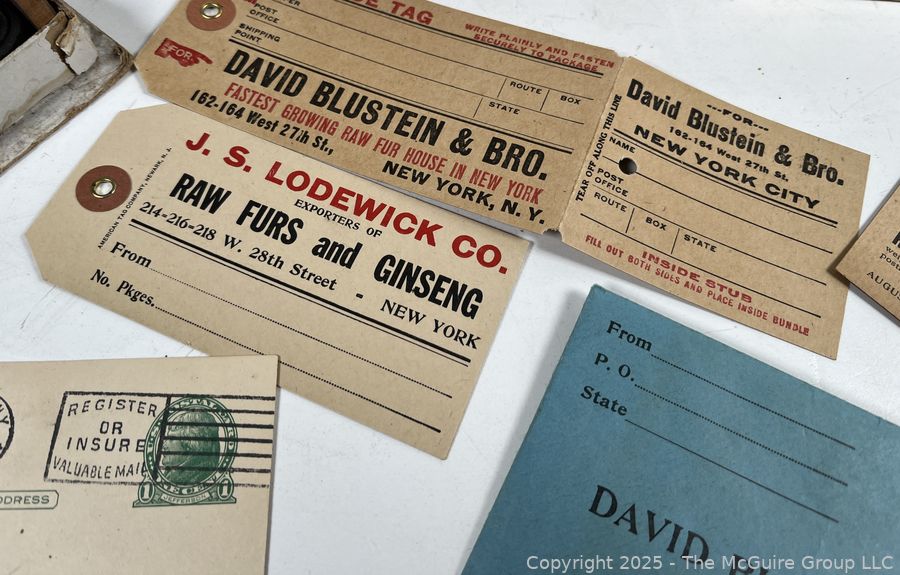 TAG
WRITE PLAINLY AND FASTEN
SECURELY TO PACKAGE
POST
OFFICE
SHIPPING
POINT
ROUTE
BOX
STATE
FOR
DAVID BLUSTEIN & BRO.
FASTEST GROWING RAW FUR HOUSE IN NEW YORK
162-164 West 27th St.,
NEW YORK, N. Y.
TEAR OFF ALONG THIS LINE
---FOR---
David Blustein & Bro.
162-164 West 27th St.
NEW YORK CITY
NAME
POST
OFFICE
ROUTE
BOX
STATE
INSIDE STUB
FILL OUT BOTH SIDES AND PLACE INSIDE BUNDLE
AMERICAN TAG COMPANY, NEWARK, N. J.
J. S. LODEWICK CO.
EXPORTERS OF
RAW FURS and GINSENG
214=216=218 W. 28th Street - NEW YORK
From
No. Pkges.
REGISTER
OR
INSURE
VALUABLE MAIL
1 JEFFERSON 1
DDRESS
From
P. O.
State
DAVID
AUGUS
Copyright 2025 - The McGuire Group LLC